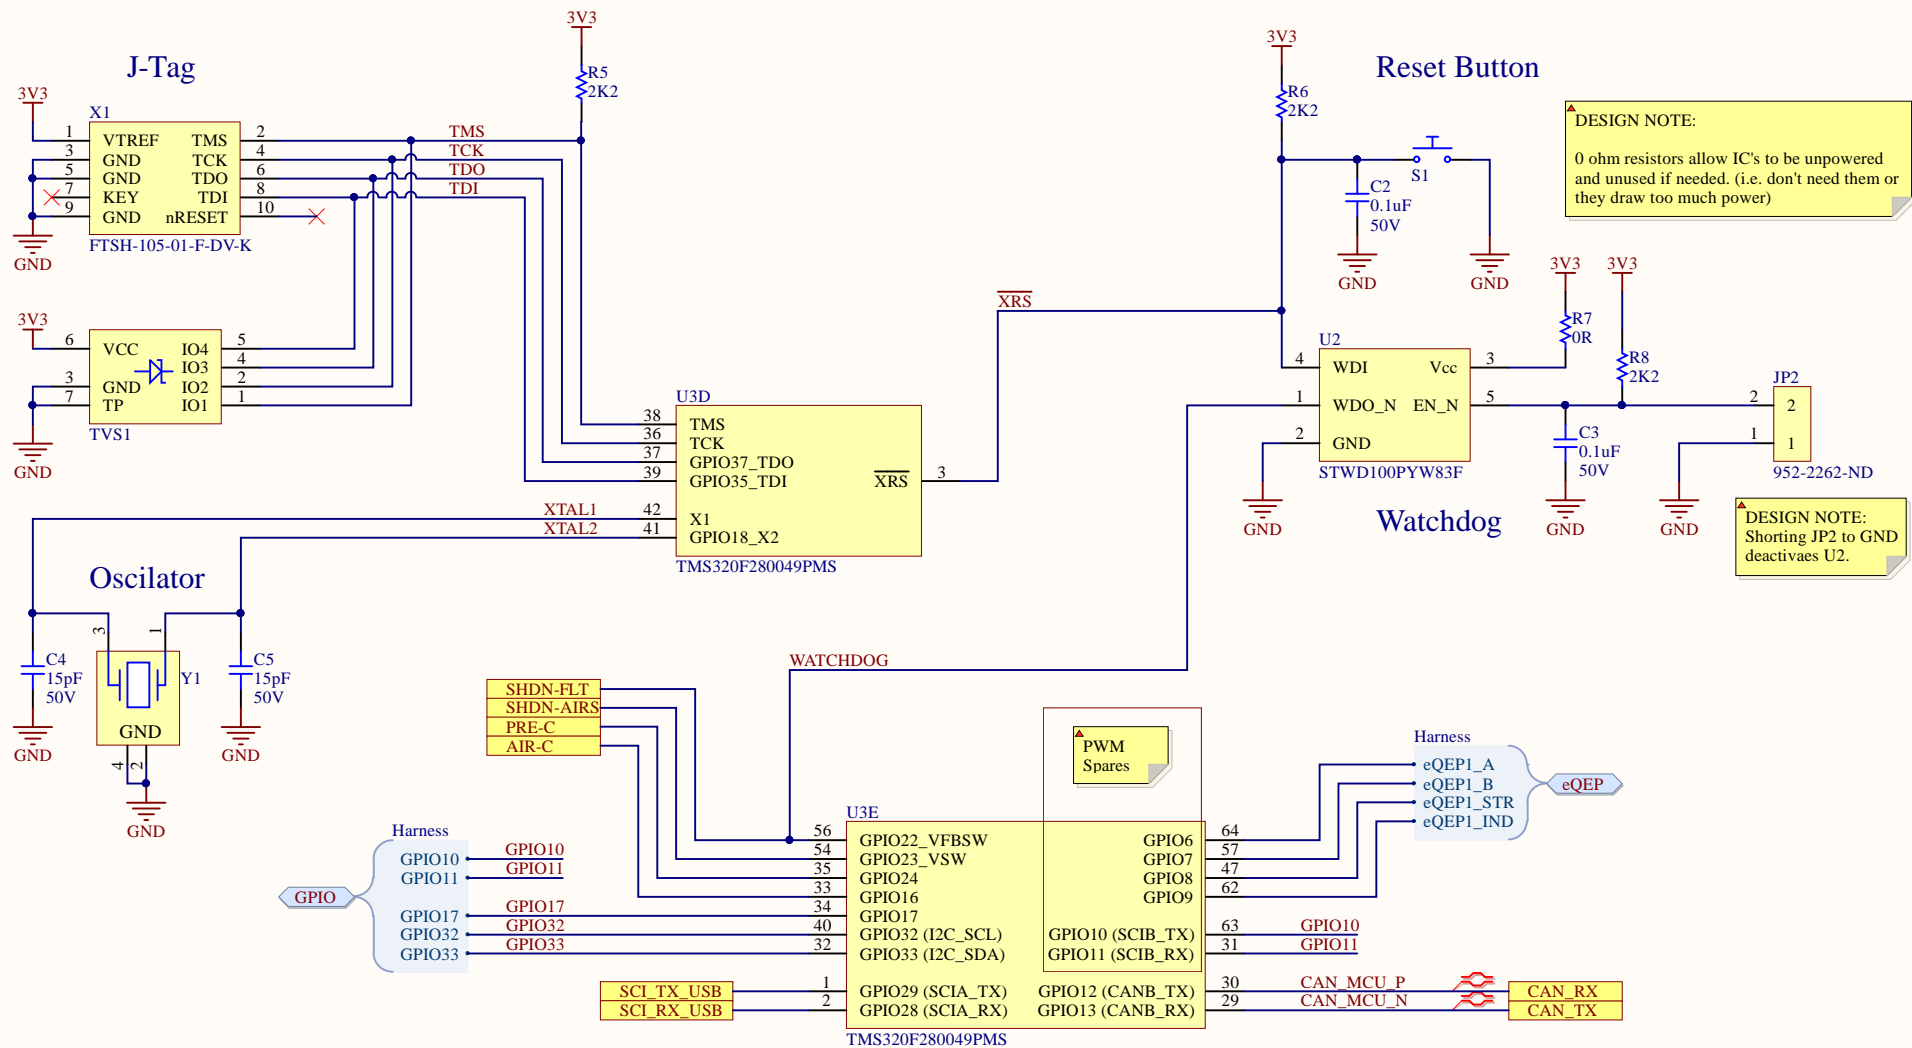 J-Tag
3V3
X1
1 VTREF TMS 2
3 GND TCK 4
5 GND TDO 6
7 KEY TDI 8
9 GND nRESET 10
FTSH-105-01-F-DV-K
GND
TMS
TCK
TDO
TDI
3V3
R5
2K2
3V3
6 VCC IO4 5
IO3 4
3 GND IO2 2
7 TP IO1 1
TVS1
GND
U3D
38 TMS
36 TCK
37 GPIO37_TDO
39 GPIO35_TDI
XRS 3
42 X1
41 GPIO18_X2
TMS320F280049PMS
XTAL1
XTAL2
XRS
Oscilator
3
1
C4
15pF
50V
Y1
C5
15pF
50V
GND
4
2
GND
GND
GND
Reset Button
3V3
R6
2K2
C2
0.1uF
50V
S1
GND
GND
DESIGN NOTE:
0 ohm resistors allow IC's to be unpowered
and unused if needed. (i.e. don't need them or
they draw too much power)
3V3
3V3
R7
0R
R8
2K2
U2
4 WDI Vcc 3
1 WDO_N EN_N 5
2 GND
STWD100PYW83F
GND
Watchdog
C3
0.1uF
50V
GND
JP2
2 2
1 1
952-2262-ND
GND
DESIGN NOTE:
Shorting JP2 to GND
deactivaes U2.
WATCHDOG
SHDN-FLT
SHDN-AIRS
PRE-C
AIR-C
PWM
Spares
Harness
eQEP1_A
eQEP1_B
eQEP1_STR
eQEP1_IND
eQEP
Harness
GPIO
GPIO10 GPIO10
GPIO11 GPIO11
GPIO17 GPIO17
GPIO32 GPIO32
GPIO33 GPIO33
U3E
56 GPIO22_VFBSW GPIO6 64
54 GPIO23_VSW GPIO7 57
35 GPIO24 GPIO8 47
33 GPIO16 GPIO9 62
34 GPIO17
40 GPIO32 (I2C_SCL) GPIO10 (SCIB_TX) 63 GPIO10
32 GPIO33 (I2C_SDA) GPIO11 (SCIB_RX) 31 GPIO11
SCI_TX_USB 1 GPIO29 (SCIA_TX) GPIO12 (CANB_TX) 30 CAN_MCU_P CAN_RX
SCI_RX_USB 2 GPIO28 (SCIA_RX) GPIO13 (CANB_RX) 29 CAN_MCU_N CAN_TX
TMS320F280049PMS